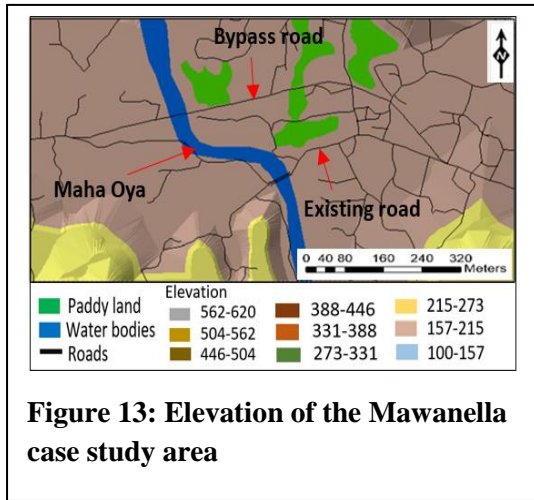 Bypass road
N
Maha Oya
Existing road
0 40 80 160 240 320
Meters
Paddy land
Water bodies
Roads
Elevation
562-620
504-562
446-504
388-446
331-388
273-331
215-273
157-215
100-157
Figure 13: Elevation of the Mawanella
case study area